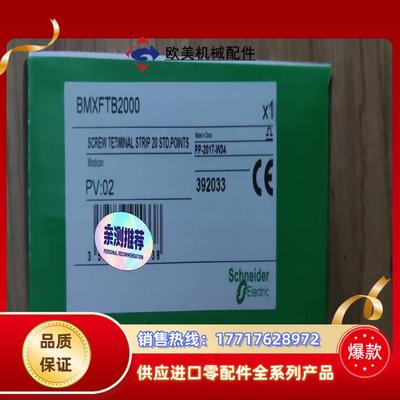 欧美机械配件
BMXFTB2000
x1
SCREW TERMINAL STRIP 20 STD.POINTS
Modicon
Made in China
PP-2017-W34
PV:02
392033
CE
亲测推荐
PERSONAL RECOMMENDATION
Schneider
Electric
品质
保证
销售热线：17717628972
供应进口零配件全系列产品
爆款